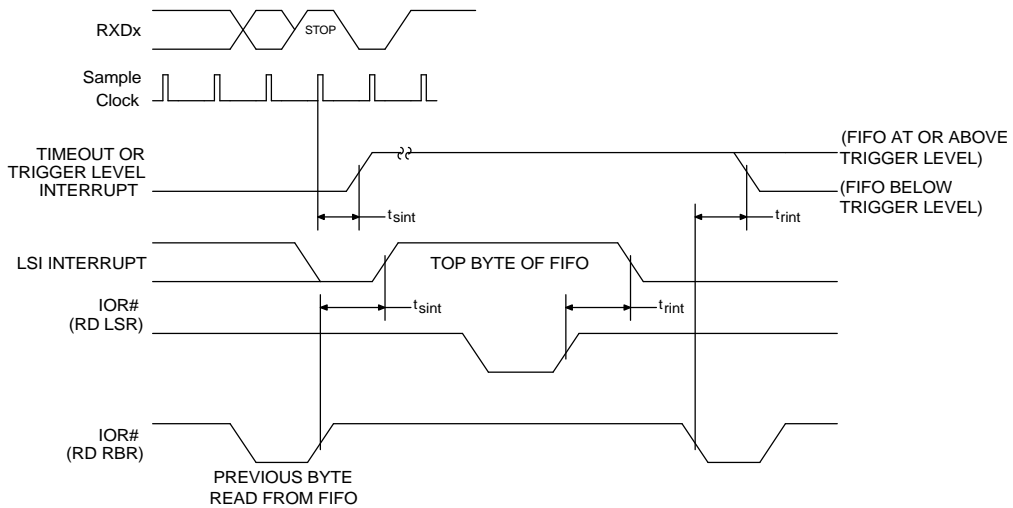 RXDx
STOP
Sample
Clock
TIMEOUT OR
TRIGGER LEVEL
INTERRUPT
(FIFO AT OR ABOVE
TRIGGER LEVEL)
(FIFO BELOW
TRIGGER LEVEL)
tsint
trint
LSI INTERRUPT
TOP BYTE OF FIFO
tsint
trint
IOR#
(RD LSR)
IOR#
(RD RBR)
PREVIOUS BYTE
READ FROM FIFO